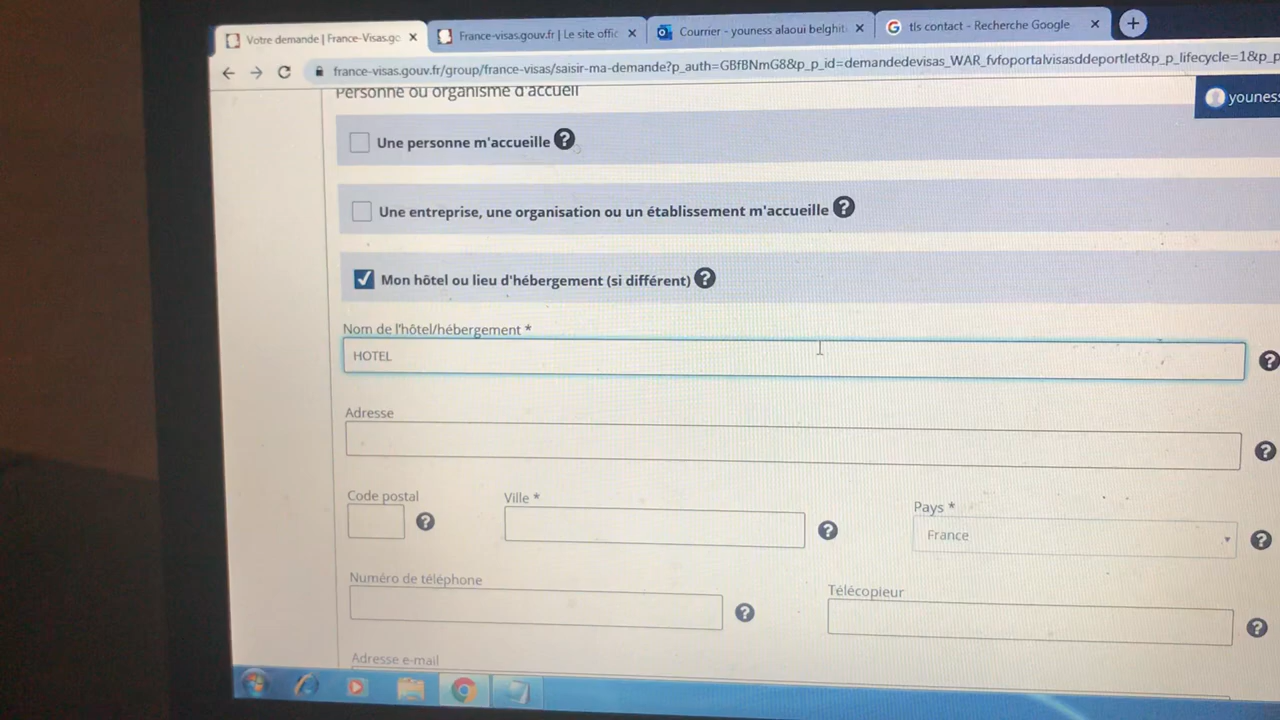 Votre demande | France-Visas.gc
France-visas.gouv.fr | Le site offic
Courrier - youness alaoui belghit
tls contact - Recherche Google
france-visas.gouv.fr/group/france-visas/saisir-ma-demande?p_auth=GBfBNmG8&p_p_id=demandedevisas_WAR_fvfoportalvisasddeportlet&p_p_lifecycle=1&p_p
youness
Personne ou organisme d'accueil
Une personne m'accueille ?
Une entreprise, une organisation ou un établissement m'accueille ?
Mon hôtel ou lieu d'hébergement (si différent) ?
Nom de l'hôtel/hébergement *
HOTEL ?
Adresse
?
Code postal Ville * Pays *
? ? France ?
Numéro de téléphone Télécopieur
? ?
Adresse e-mail